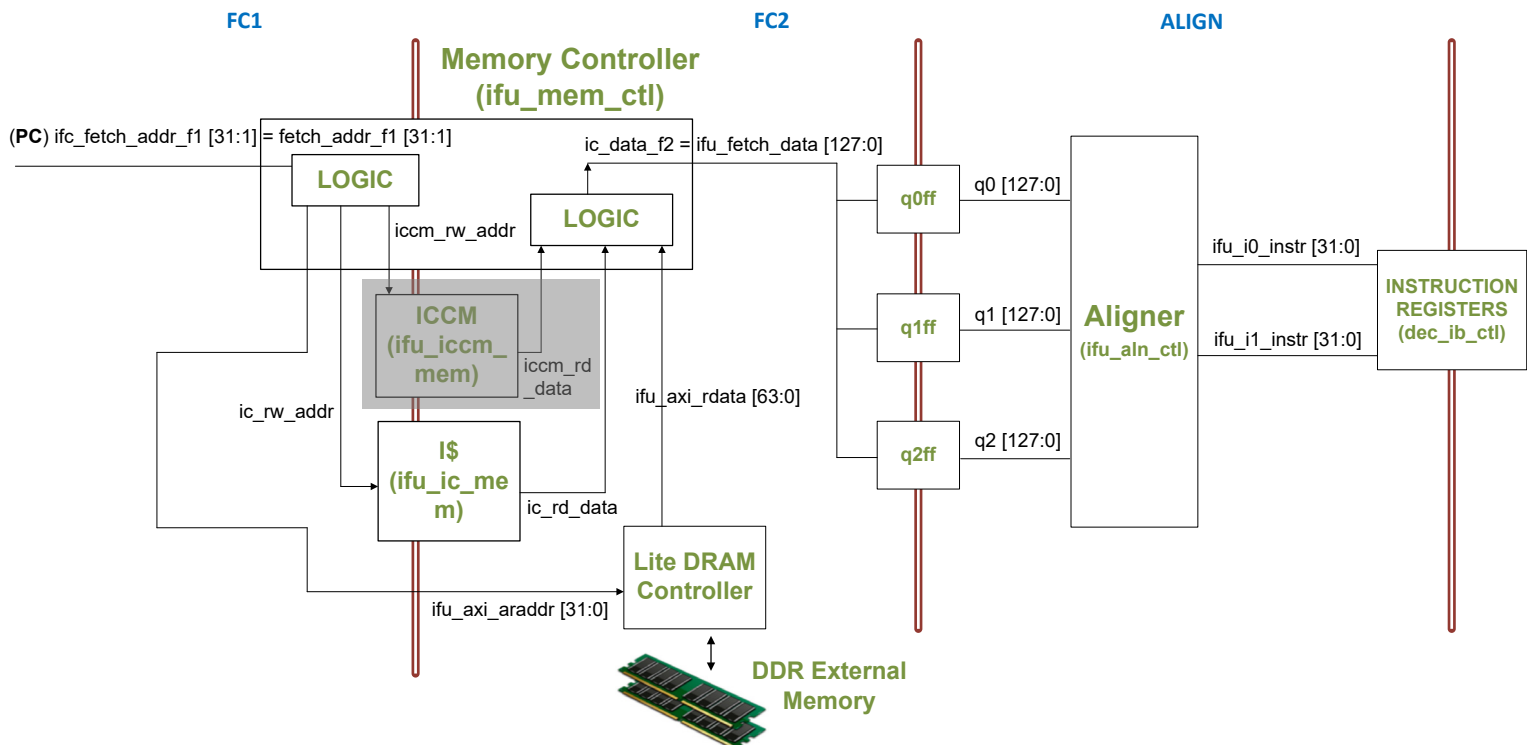 FC1
FC2
ALIGN
Memory Controller
(ifu_mem_ctl)
(PC) ifc_fetch_addr_f1 [31:1] = fetch_addr_f1 [31:1]
LOGIC
iccm_rw_addr
ic_data_f2 = ifu_fetch_data [127:0]
LOGIC
ICCM
(ifu_iccm_
mem)
iccm_rd
_data
ic_rw_addr
I$
(ifu_ic_me
m)
ic_rd_data
ifu_axi_rdata [63:0]
Lite DRAM
Controller
ifu_axi_araddr [31:0]
DDR External
Memory
q0ff
q0 [127:0]
q1ff
q1 [127:0]
q2ff
q2 [127:0]
Aligner
(ifu_aln_ctl)
ifu_i0_instr [31:0]
ifu_i1_instr [31:0]
INSTRUCTION
REGISTERS
(dec_ib_ctl)